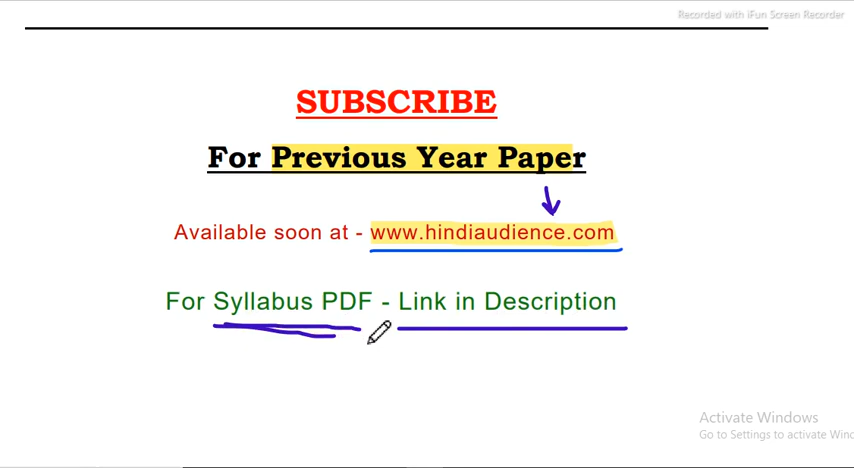 Recorded with iFun Screen Recorder
SUBSCRIBE
For Previous Year Paper
Available soon at - www.hindiaudience.com
For Syllabus PDF - Link in Description
Activate Windows
Go to Settings to activate Win